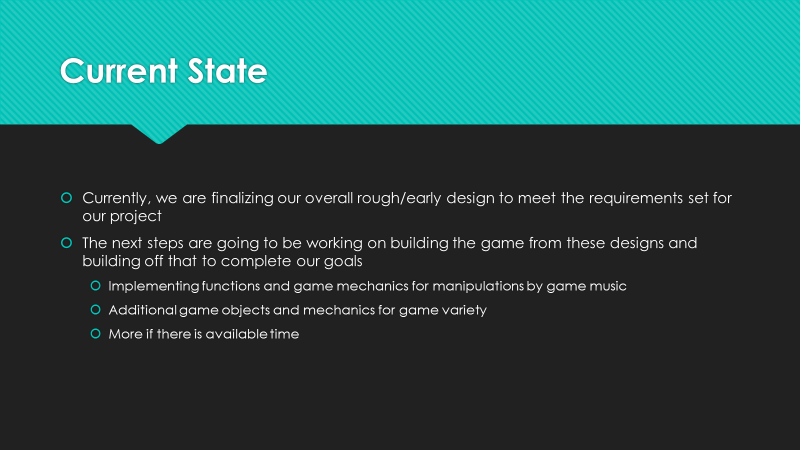 Current State
Currently, we are finalizing our overall rough/early design to meet the requirements set for
our project
The next steps are going to be working on building the game from these designs and
building off that to complete our goals
Implementing functions and game mechanics for manipulations by game music
Additional game objects and mechanics for game variety
More if there is available time